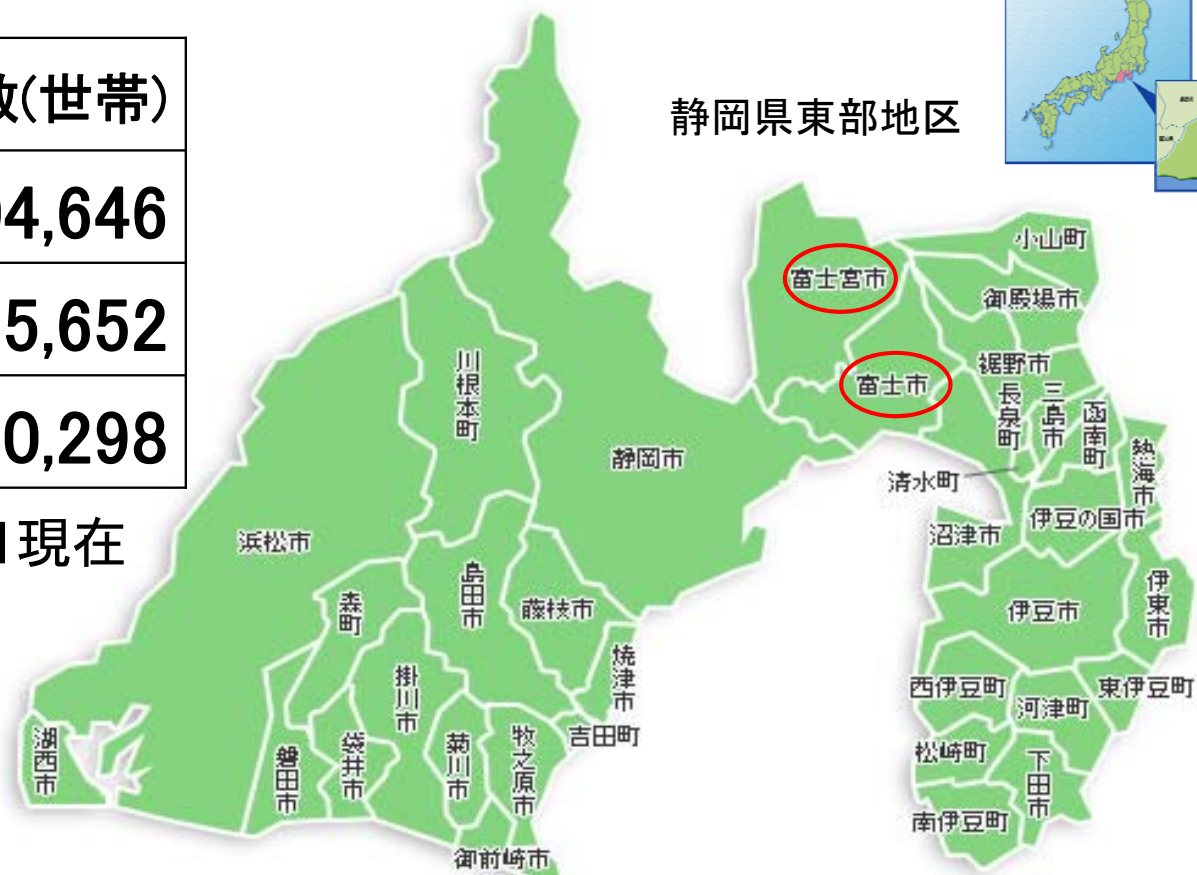 数(世帯)
4,646
5,652
0,298
現在
静岡県東部地区
小山町
富士宮市
御殿場市
川根本町
裾野市
富士市
長泉町
三島市
函南町
熱海市
静岡市
清水町
伊豆の国市
沼津市
浜松市
島田市
藤枝市
森町
伊豆市
伊東市
焼津市
掛川市
西伊豆町
東伊豆町
河津町
吉田町
湖西市
磐田市
袋井市
菊川市
牧之原市
松崎町
下田市
南伊豆町
御前崎市